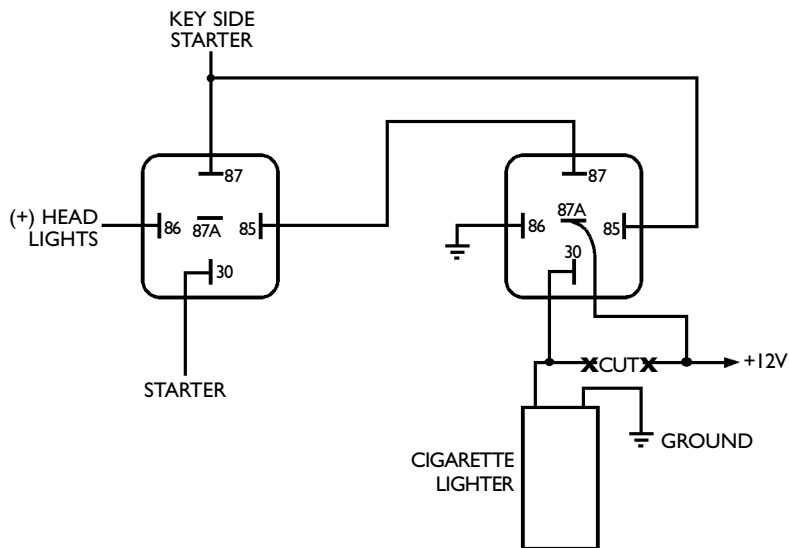 KEY SIDE
STARTER
87
86
87A
85
30
(+) HEAD
LIGHTS
STARTER
87
86
87A
85
30
CUT
+12V
GROUND
CIGARETTE
LIGHTER